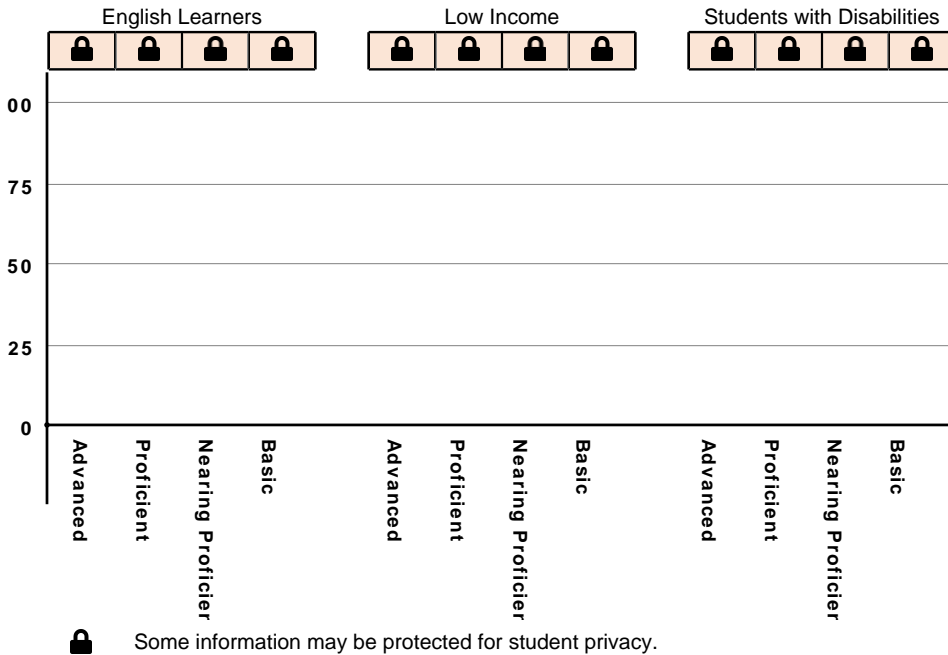 English Learners Low Income Students with Disabilities
00
75
50
25
0
Advanced Proficient Nearing Proficier Basic Advanced Proficient Nearing Proficier Basic Advanced Proficient Nearing Proficier Basic
Some information may be protected for student privacy.